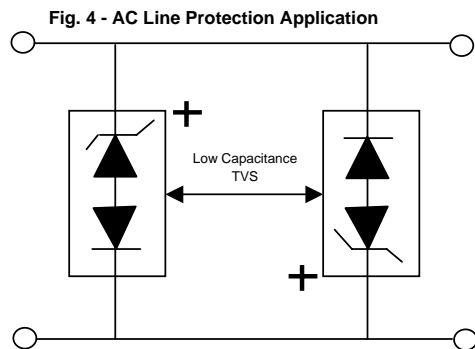 Fig. 4 - AC Line Protection Application
+
Low Capacitance
TVS
+